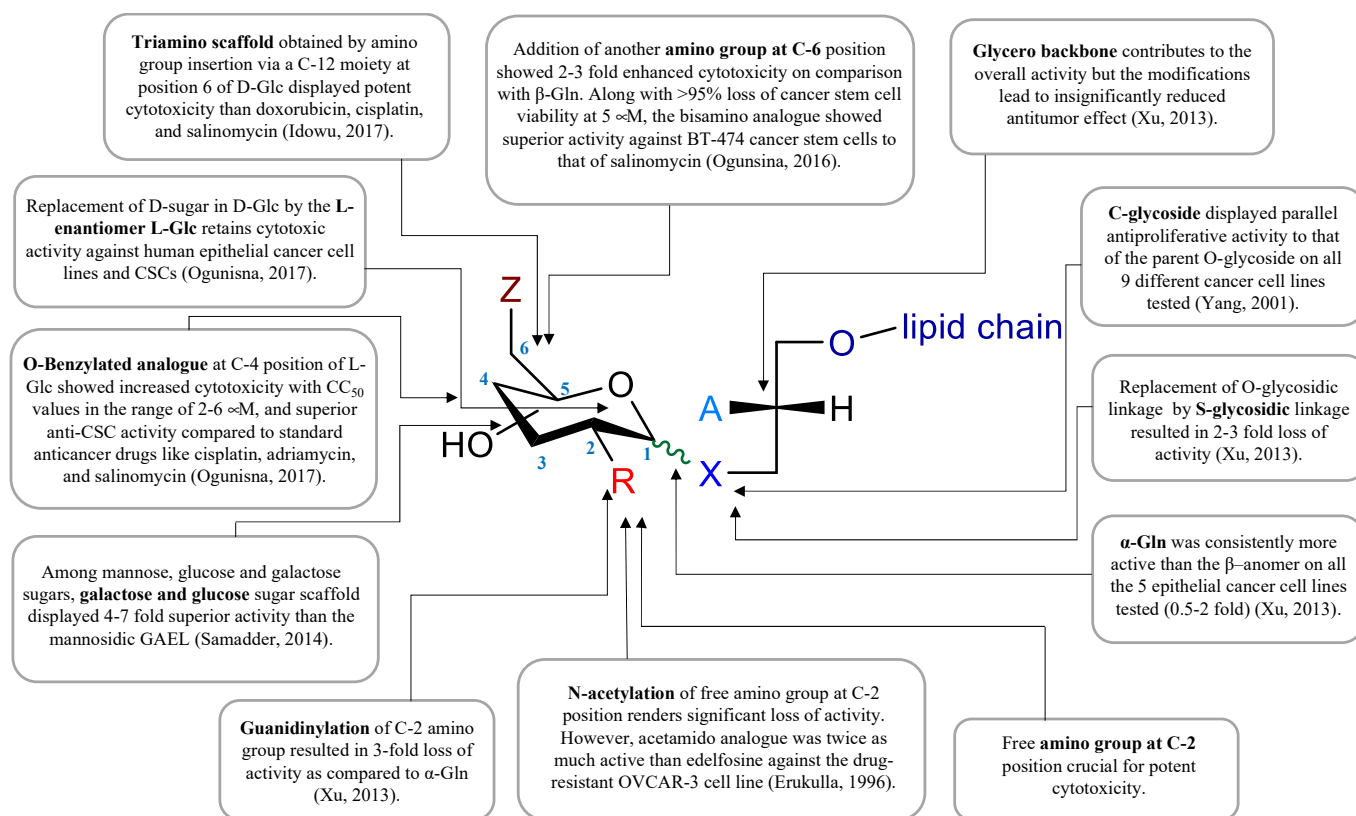 Triamino scaffold obtained by amino
group insertion via a C-12 moiety at
position 6 of D-Glc displayed potent
cytotoxicity than doxorubicin, cisplatin,
and salinomycin (Idowu, 2017).
Addition of another amino group at C-6 position
showed 2-3 fold enhanced cytotoxicity on comparison
with β-Gln. Along with >95% loss of cancer stem cell
viability at 5 ∝M, the bisamino analogue showed
superior activity against BT-474 cancer stem cells to
that of salinomycin (Ogunsina, 2016).
Glycero backbone contributes to the
overall activity but the modifications
lead to insignificantly reduced
antitumor effect (Xu, 2013).
Replacement of D-sugar in D-Glc by the L-
enantiomer L-Glc retains cytotoxic
activity against human epithelial cancer cell
lines and CSCs (Ogunisna, 2017).
C-glycoside displayed parallel
antiproliferative activity to that
of the parent O-glycoside on all
9 different cancer cell lines
tested (Yang, 2001).
O-Benzylated analogue at C-4 position of L-
Glc showed increased cytotoxicity with CC50
values in the range of 2-6 ∝M, and superior
anti-CSC activity compared to standard
anticancer drugs like cisplatin, adriamycin,
and salinomycin (Ogunisna, 2017).
Z
6
5
4
O
HO
3
2
1
R
O
lipid chain
A
H
X
Replacement of O-glycosidic
linkage by S-glycosidic linkage
resulted in 2-3 fold loss of
activity (Xu, 2013).
Among mannose, glucose and galactose
sugars, galactose and glucose sugar scaffold
displayed 4-7 fold superior activity than the
mannosidic GAEL (Samadder, 2014).
α-Gln was consistently more
active than the β–anomer on all
the 5 epithelial cancer cell lines
tested (0.5-2 fold) (Xu, 2013).
Guanidinylation of C-2 amino
group resulted in 3-fold loss of
activity as compared to α-Gln
(Xu, 2013).
N-acetylation of free amino group at C-2
position renders significant loss of activity.
However, acetamido analogue was twice as
much active than edelfosine against the drug-
resistant OVCAR-3 cell line (Erukulla, 1996).
Free amino group at C-2
position crucial for potent
cytotoxicity.